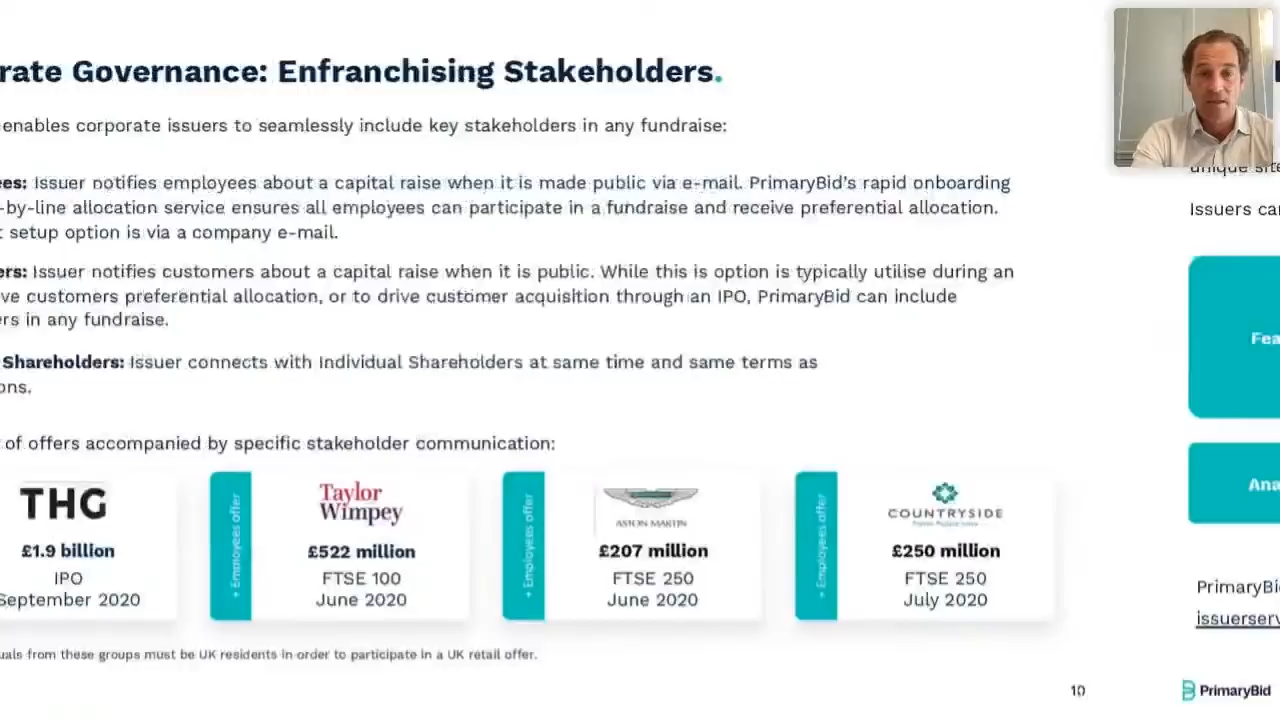 rate Governance: Enfranchising Stakeholders.
enables corporate issuers to seamlessly include key stakeholders in any fundraise:
ees: Issuer notifies employees about a capital raise when it is made public via e-mail. PrimaryBid's rapid onboarding
-by-line allocation service ensures all employees can participate in a fundraise and receive preferential allocation.
setup option is via a company e-mail.
ers: Issuer notifies customers about a capital raise when it is public. While this is option is typically utilise during an
ve customers preferential allocation, or to drive customer acquisition through an IPO, PrimaryBid can include
ers in any fundraise.
Shareholders: Issuer connects with Individual Shareholders at same time and same terms as
ons.
of offers accompanied by specific stakeholder communication:
THG
£1.9 billion
IPO
September 2020
+ Employees offer
Taylor
Wimpey
£522 million
FTSE 100
June 2020
+ Employees offer
ASTON MARTIN
£207 million
FTSE 250
June 2020
+ Employees offer
COUNTRYSIDE
£250 million
FTSE 250
July 2020
uals from these groups must be UK residents in order to participate in a UK retail offer.
10
unique site
Issuers can
Fea
Ana
PrimaryBi
issuerserv
PrimaryBid